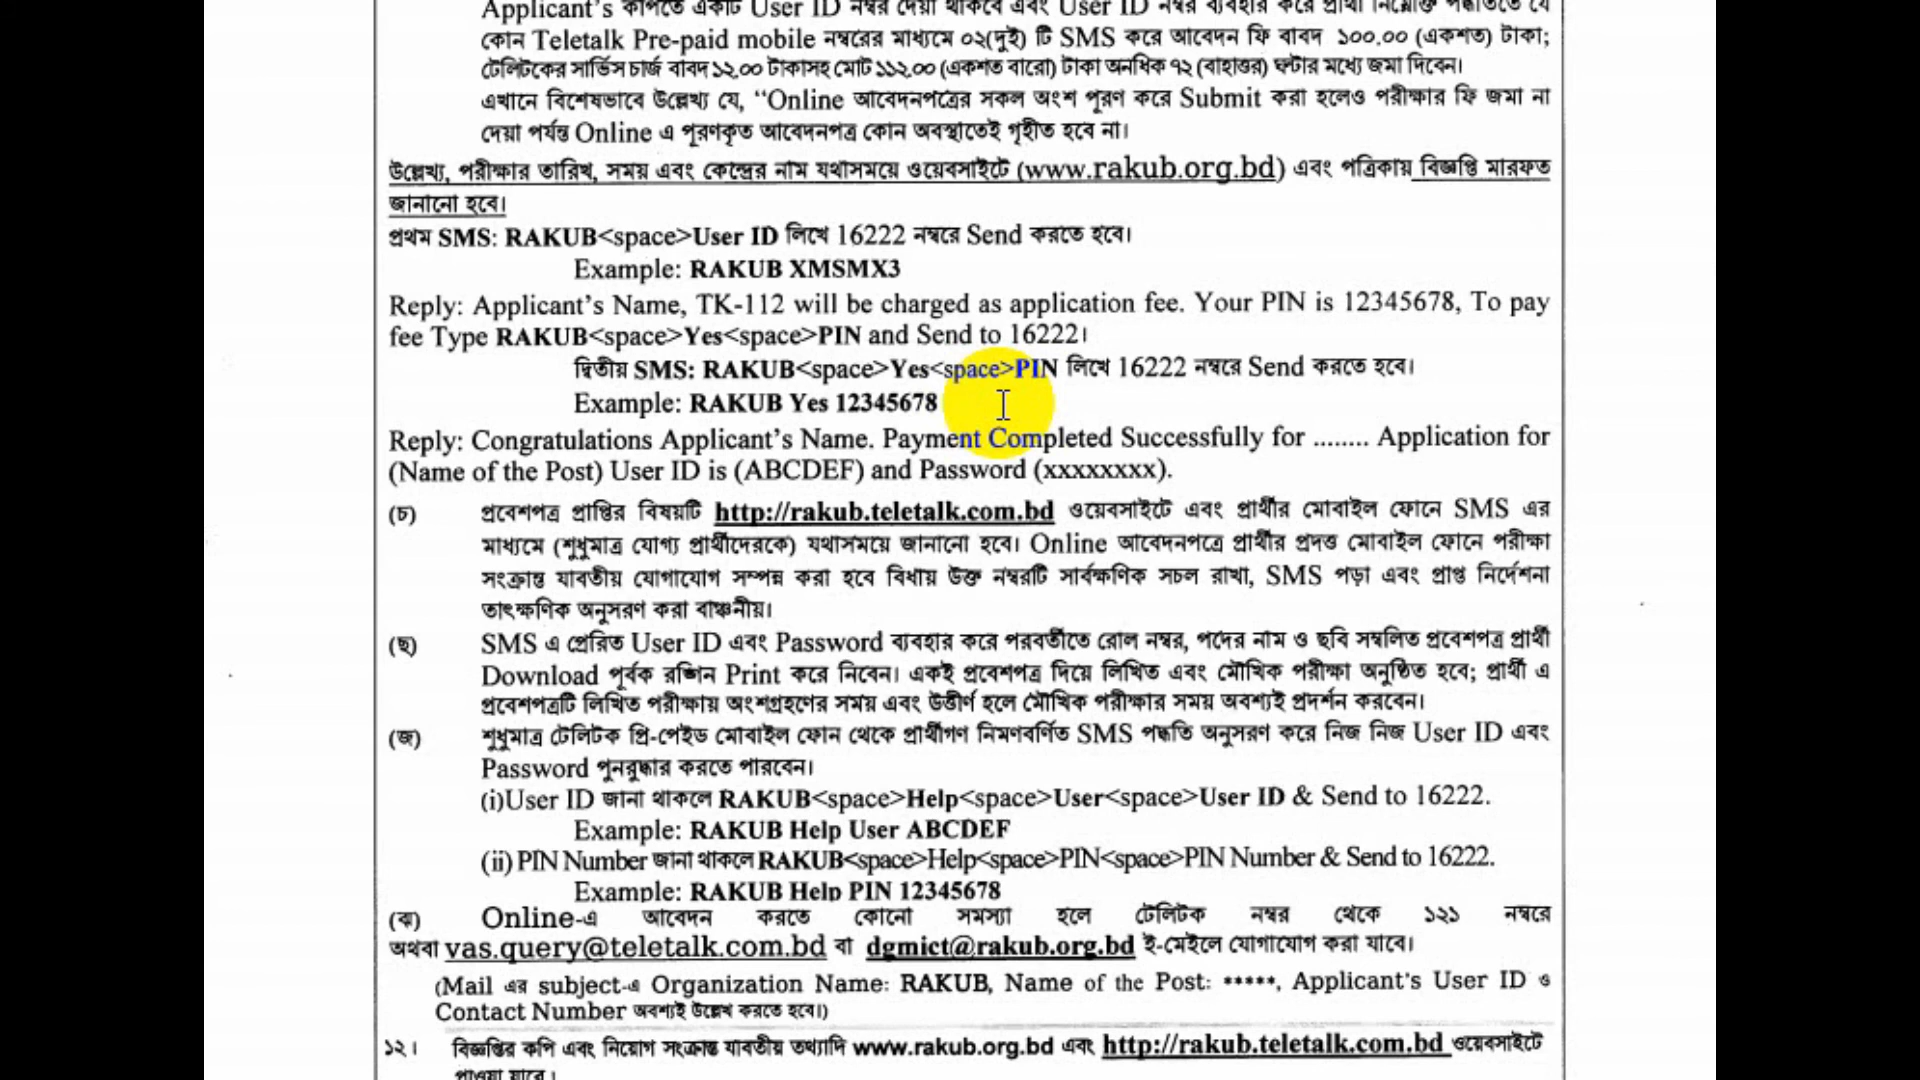 Applicant's কপিতে একটি User ID নম্বর দেয়া থাকবে এবং User ID নম্বর ব্যবহার করে প্রার্থী নিম্নোক্ত পদ্ধতিতে যে
কোন Teletalk Pre-paid mobile নম্বরের মাধ্যমে ০২(দুই) টি SMS করে আবেদন ফি বাবদ ১০০.০০ (একশত) টাকা;
টেলিটকের সার্ভিস চার্জ বাবদ ১২.০০ টাকাসহ মোট ১১২.০০ (একশত বারো) টাকা অনধিক ৭২ (বাহাত্তর) ঘন্টার মধ্যে জমা দিবেন।
এখানে বিশেষভাবে উল্লেখ্য যে, “Online আবেদনপত্রের সকল অংশ পূরণ করে Submit করা হলেও পরীক্ষার ফি জমা না
দেয়া পর্যন্ত Online এ পূরণকৃত আবেদনপত্র কোন অবস্থাতেই গৃহীত হবে না।
উল্লেখ্য, পরীক্ষার তারিখ, সময় এবং কেন্দ্রের নাম যথাসময়ে ওয়েবসাইটে (www.rakub.org.bd) এবং পত্রিকায় বিজ্ঞপ্তি মারফত
জানানো হবে।
প্রথম SMS: RAKUB<space>User ID লিখে 16222 নম্বরে Send করতে হবে।
Example: RAKUB XMSMX3
Reply: Applicant's Name, TK-112 will be charged as application fee. Your PIN is 12345678, To pay
fee Type RAKUB<space>Yes<space>PIN and Send to 16222।
দ্বিতীয় SMS: RAKUB<space>Yes<space>PIN লিখে 16222 নম্বরে Send করতে হবে।
Example: RAKUB Yes 12345678
Reply: Congratulations Applicant's Name. Payment Completed Successfully for ........ Application for
(Name of the Post) User ID is (ABCDEF) and Password (xxxxxxxx).
(চ) প্রবেশপত্র প্রাপ্তির বিষয়টি http://rakub.teletalk.com.bd ওয়েবসাইটে এবং প্রার্থীর মোবাইল ফোনে SMS এর
মাধ্যমে (শুধুমাত্র যোগ্য প্রার্থীদেরকে) যথাসময়ে জানানো হবে। Online আবেদনপত্রে প্রার্থীর প্রদত্ত মোবাইল ফোনে পরীক্ষা
সংক্রান্ত যাবতীয় যোগাযোগ সম্পন্ন করা হবে বিধায় উক্ত নম্বরটি সার্বক্ষণিক সচল রাখা, SMS পড়া এবং প্রাপ্ত নির্দেশনা
তাৎক্ষণিক অনুসরণ করা বাঞ্চনীয়।
(ছ) SMS এ প্রেরিত User ID এবং Password ব্যবহার করে পরবর্তীতে রোল নম্বর, পদের নাম ও ছবি সম্বলিত প্রবেশপত্র প্রার্থী
Download পূর্বক রঙ্গিন Print করে নিবেন। একই প্রবেশপত্র দিয়ে লিখিত এবং মৌখিক পরীক্ষা অনুষ্ঠিত হবে; প্রার্থী এ
প্রবেশপত্রটি লিখিত পরীক্ষায় অংশগ্রহণের সময় এবং উত্তীর্ণ হলে মৌখিক পরীক্ষার সময় অবশ্যই প্রদর্শন করবেন।
(জ) শুধুমাত্র টেলিটক প্রি-পেইড মোবাইল ফোন থেকে প্রার্থীগণ নিমণবর্ণিত SMS পদ্ধতি অনুসরণ করে নিজ নিজ User ID এবং
Password পুনরুদ্ধার করতে পারবেন।
(i)User ID জানা থাকলে RAKUB<space>Help<space>User<space>User ID & Send to 16222.
Example: RAKUB Help User ABCDEF
(ii) PIN Number জানা থাকলে RAKUB<space>Help<space>PIN<space>PIN Number & Send to 16222.
Example: RAKUB Help PIN 12345678
(ঝ) Online-এ আবেদন করতে কোনো সমস্যা হলে টেলিটক নম্বর থেকে ১২১ নম্বরে
অথবা vas.query@teletalk.com.bd বা dgmict@rakub.org.bd ই-মেইলে যোগাযোগ করা যাবে।
(Mail এর subject-এ Organization Name: RAKUB, Name of the Post: *****, Applicant's User ID ও
Contact Number অবশ্যই উল্লেখ করতে হবে।)
১২। বিজ্ঞপ্তির কপি এবং নিয়োগ সংক্রান্ত যাবতীয় তথ্যাদি www.rakub.org.bd এবং http://rakub.teletalk.com.bd ওয়েবসাইটে
পাওয়া যাবে।